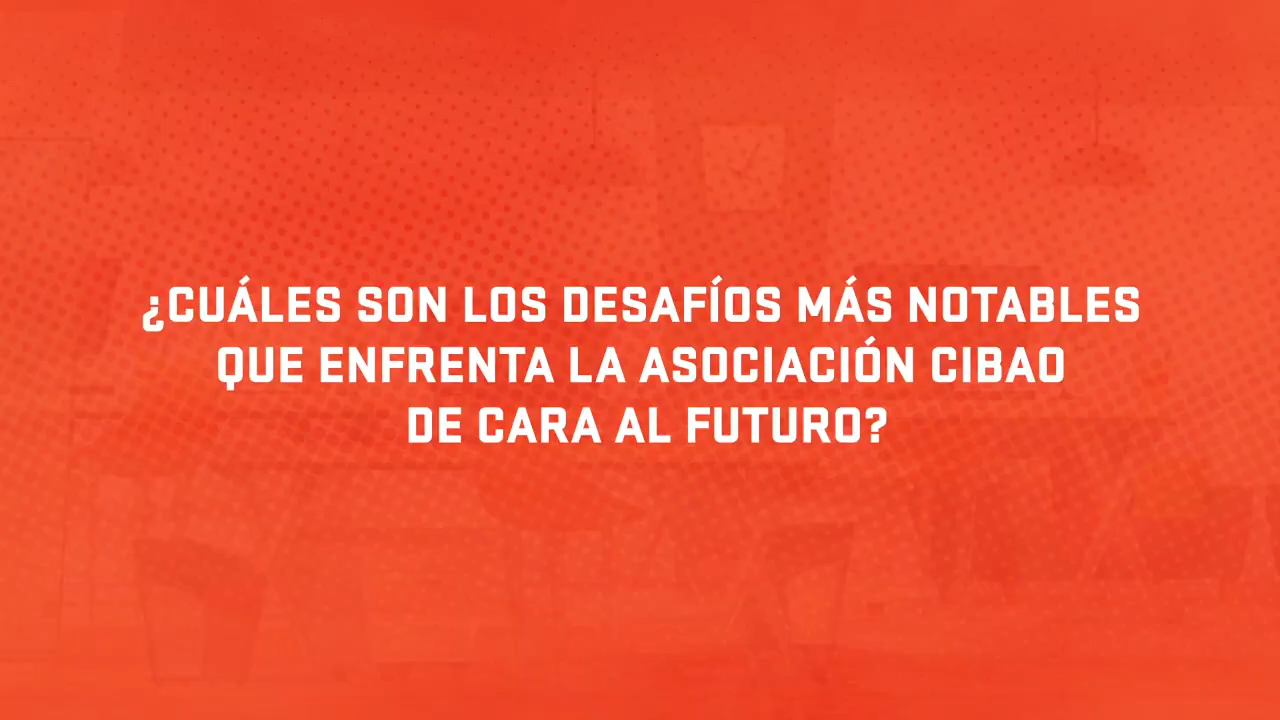 ¿CUÁLES SON LOS DESAFÍOS MÁS NOTABLES
QUE ENFRENTA LA ASOCIACIÓN CIBAO
DE CARA AL FUTURO?